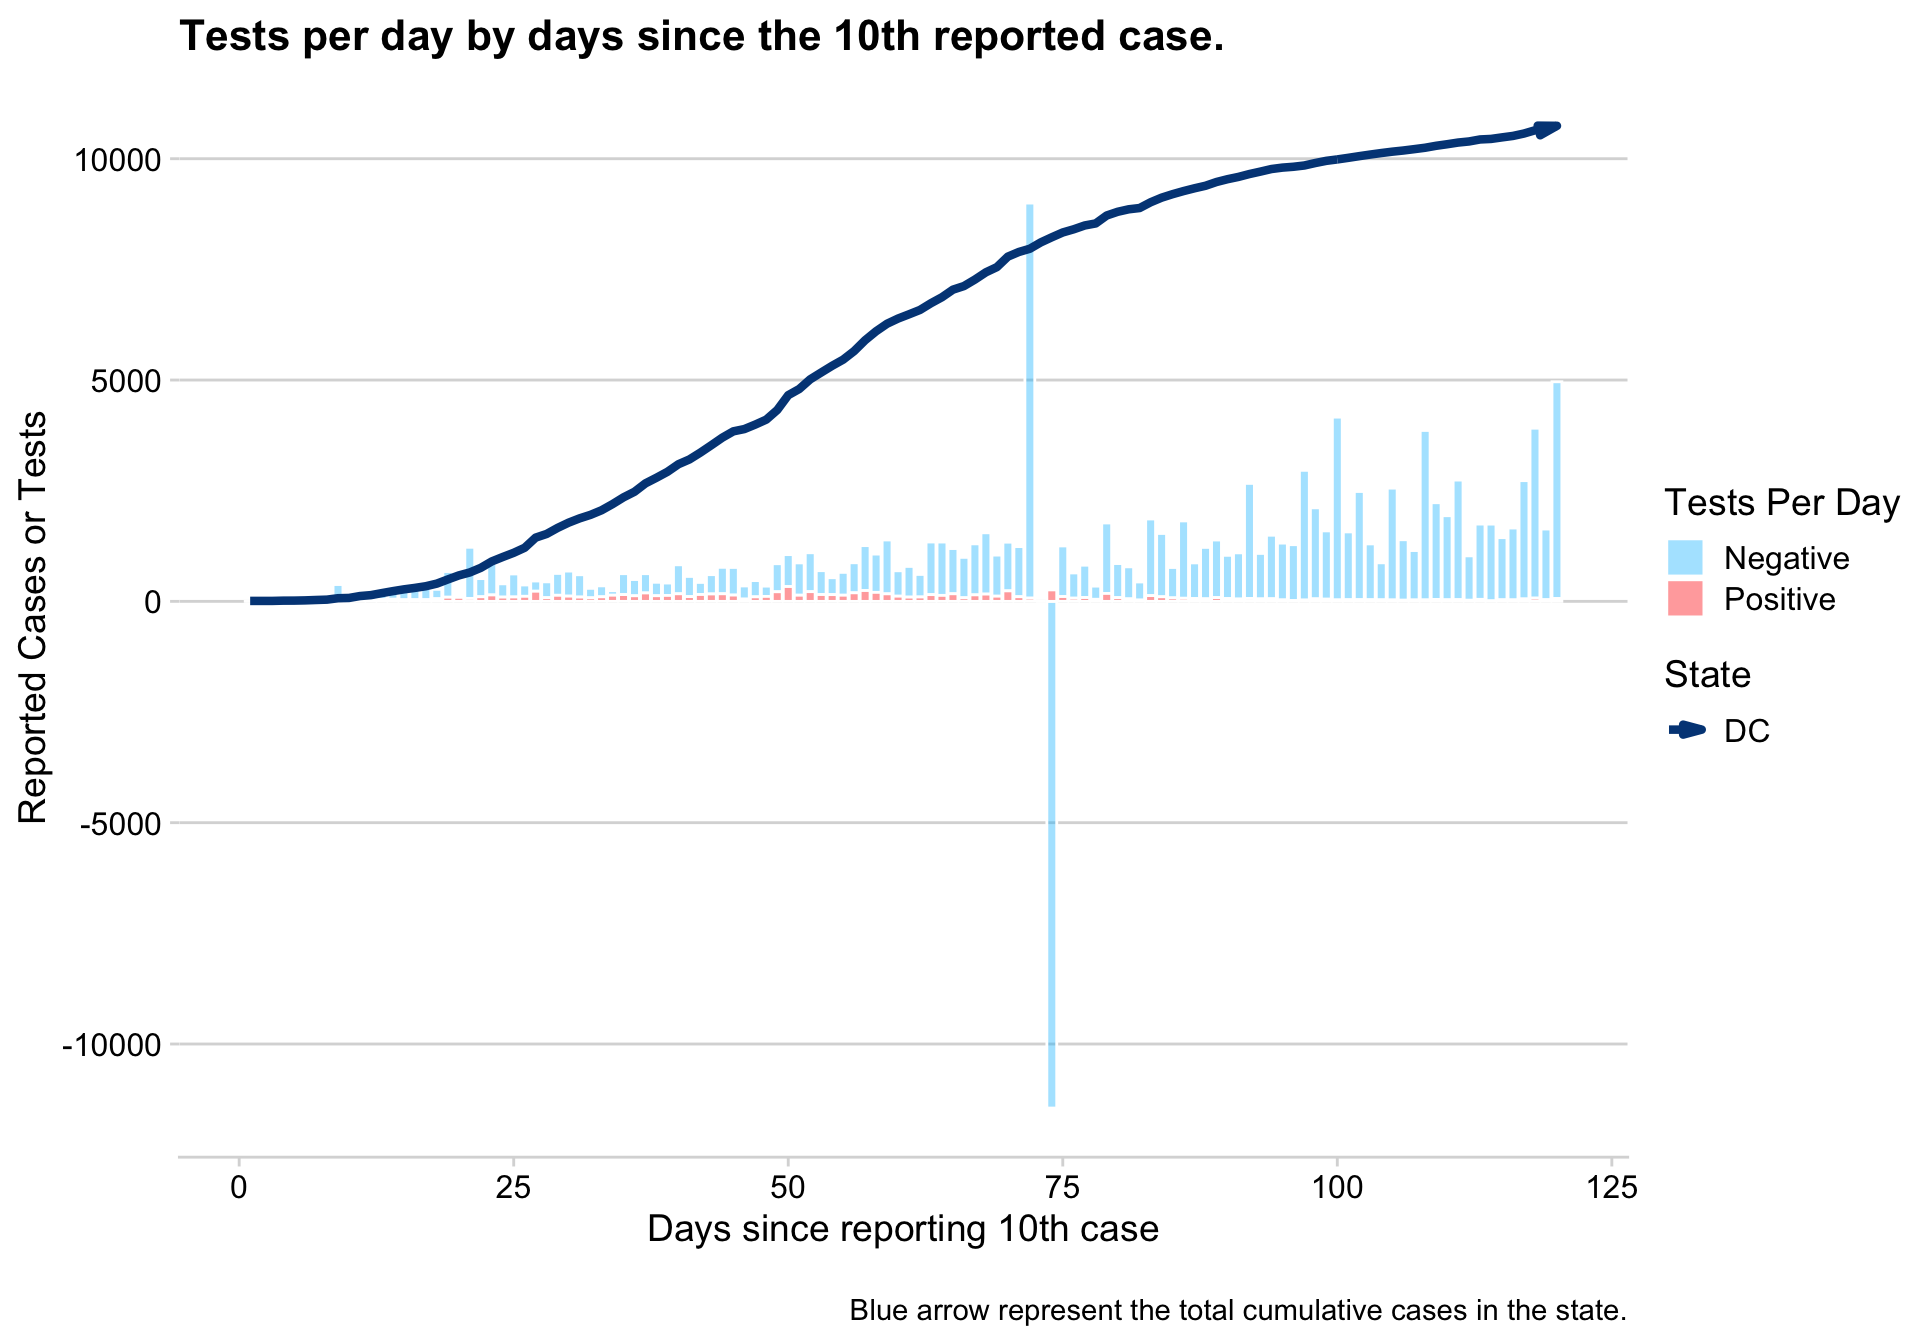 Tests per day by days since the 10th reported case.
Reported Cases or Tests
10000
5000
0
-5000
-10000
0
25
50
75
100
125
Days since reporting 10th case
Tests Per Day
Negative
Positive
State
DC
Blue arrow represent the total cumulative cases in the state.